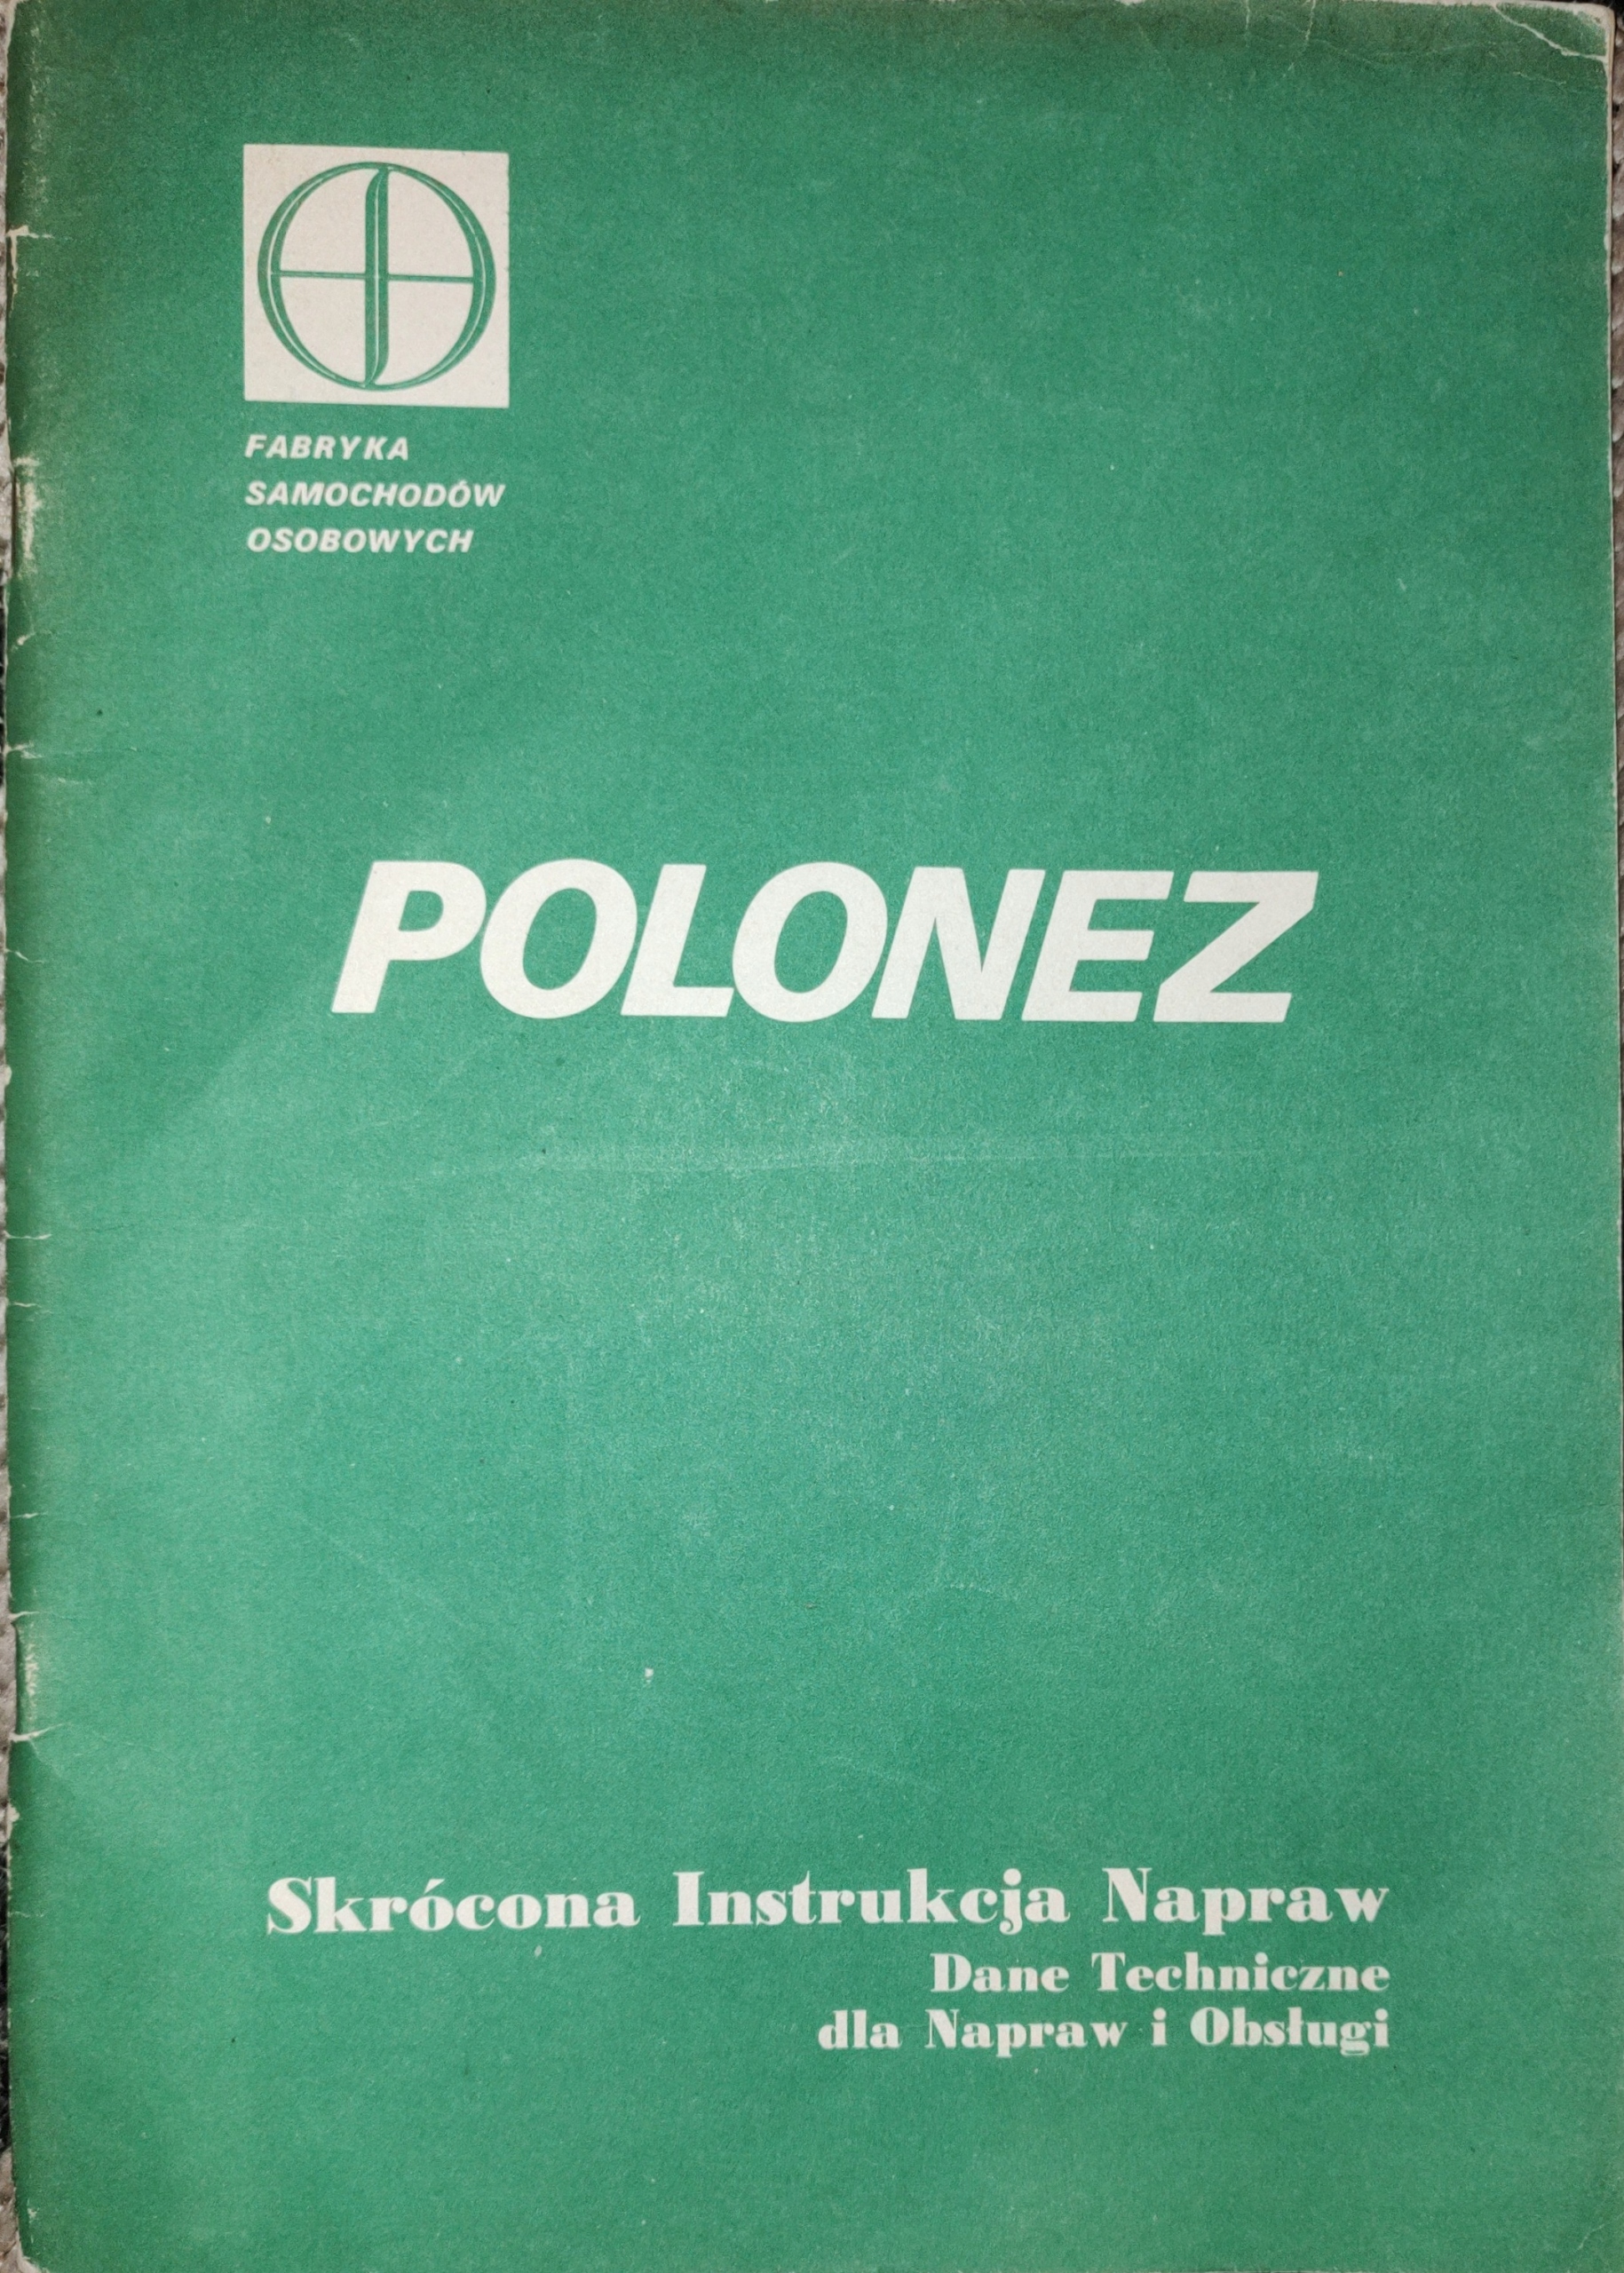 FABRYKA
SAMOCHODÓW
OSOBOWYCH
POLONEZ
Skrócona Instrukcja Napraw
Dane Techniczne
dla Napraw i Obsługi